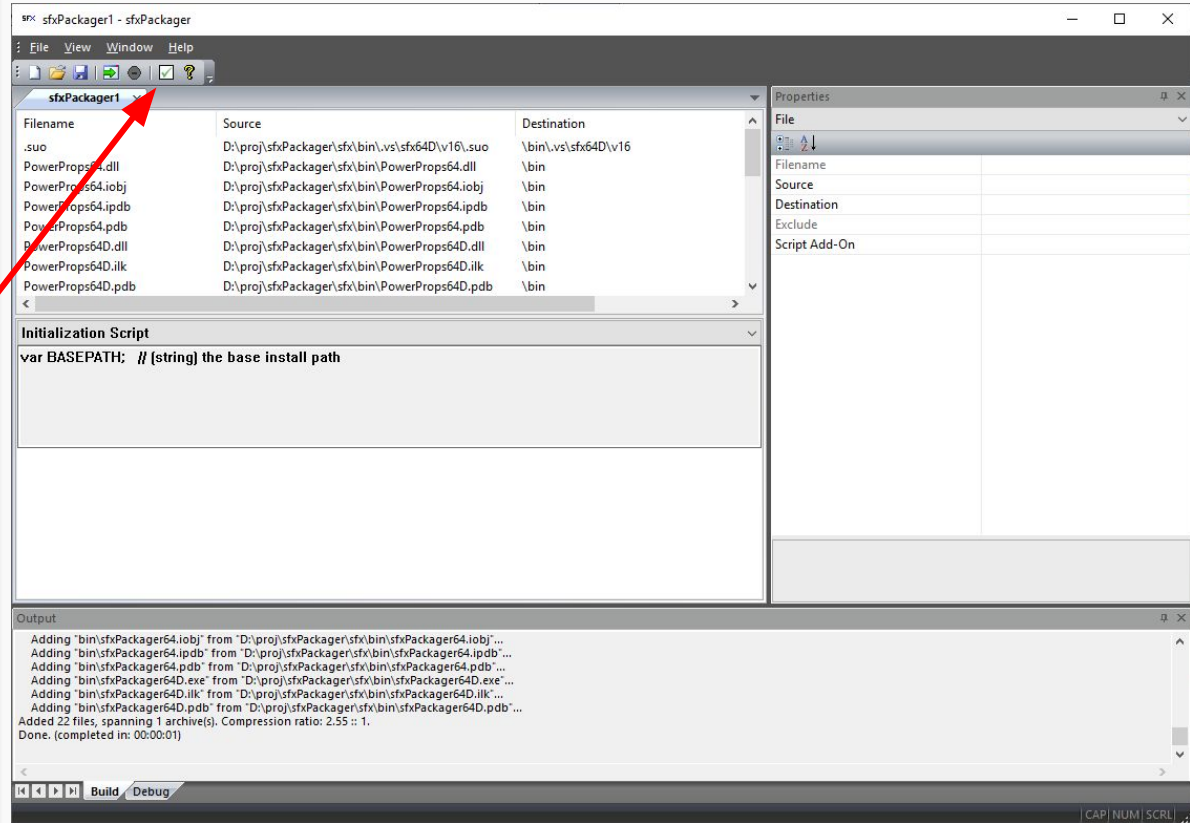 SFX sfxPackager1 - sfxPackager
File View Window Help
sfxPackager1
Filename Source Destination
.suo D:\proj\sfxPackager\sfx\bin\.vs\sfx64D\v16\.suo \bin\.vs\sfx64D\v16
PowerProps64.dll D:\proj\sfxPackager\sfx\bin\PowerProps64.dll \bin
PowerProps64.iobj D:\proj\sfxPackager\sfx\bin\PowerProps64.iobj \bin
PowerProps64.ipdb D:\proj\sfxPackager\sfx\bin\PowerProps64.ipdb \bin
PowerProps64.pdb D:\proj\sfxPackager\sfx\bin\PowerProps64.pdb \bin
PowerProps64D.dll D:\proj\sfxPackager\sfx\bin\PowerProps64D.dll \bin
PowerProps64D.ilk D:\proj\sfxPackager\sfx\bin\PowerProps64D.ilk \bin
PowerProps64D.pdb D:\proj\sfxPackager\sfx\bin\PowerProps64D.pdb \bin
Initialization Script
var BASEPATH; // (string) the base install path
Properties
File
Filename
Source
Destination
Exclude
Script Add-On
Output
Adding "bin\sfxPackager64.iobj" from "D:\proj\sfxPackager\sfx\bin\sfxPackager64.iobj"...
Adding "bin\sfxPackager64.ipdb" from "D:\proj\sfxPackager\sfx\bin\sfxPackager64.ipdb"...
Adding "bin\sfxPackager64.pdb" from "D:\proj\sfxPackager\sfx\bin\sfxPackager64.pdb"...
Adding "bin\sfxPackager64D.exe" from "D:\proj\sfxPackager\sfx\bin\sfxPackager64D.exe"...
Adding "bin\sfxPackager64D.ilk" from "D:\proj\sfxPackager\sfx\bin\sfxPackager64D.ilk"...
Adding "bin\sfxPackager64D.pdb" from "D:\proj\sfxPackager\sfx\bin\sfxPackager64D.pdb"...
Added 22 files, spanning 1 archive(s). Compression ratio: 2.55 :: 1.
Done. (completed in: 00:00:01)
Build Debug
CAP NUM SCRL